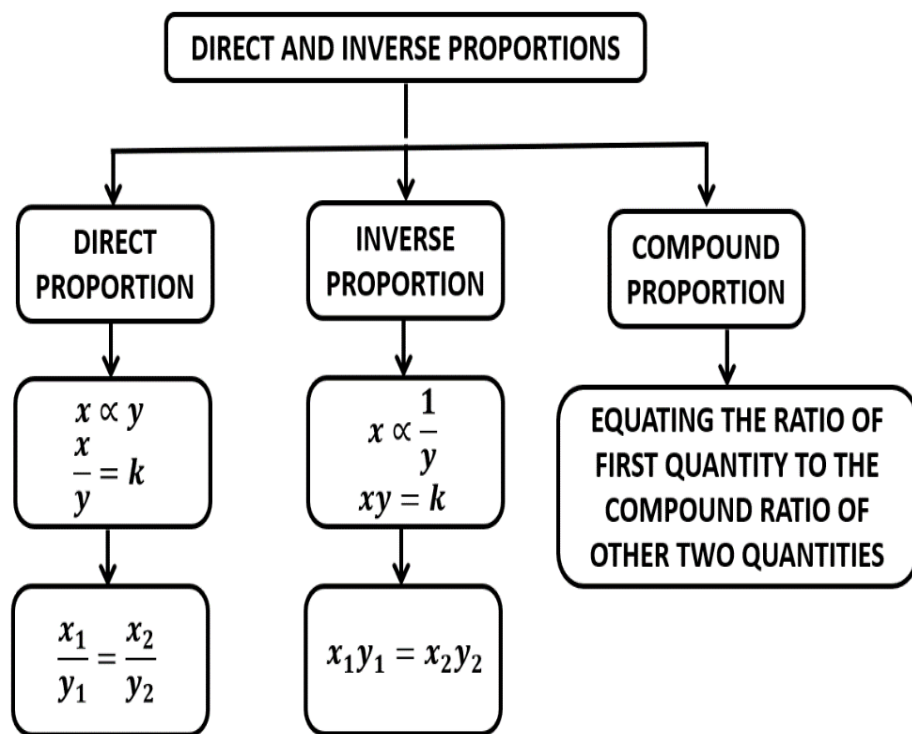 DIRECT AND INVERSE PROPORTIONS
DIRECT
PROPORTION
INVERSE
PROPORTION
COMPOUND
PROPORTION
x ∝ y
x/y = k
x ∝ 1/y
xy = k
EQUATING THE RATIO OF
FIRST QUANTITY TO THE
COMPOUND RATIO OF
OTHER TWO QUANTITIES
x₁/y₁ = x₂/y₂
x₁y₁ = x₂y₂